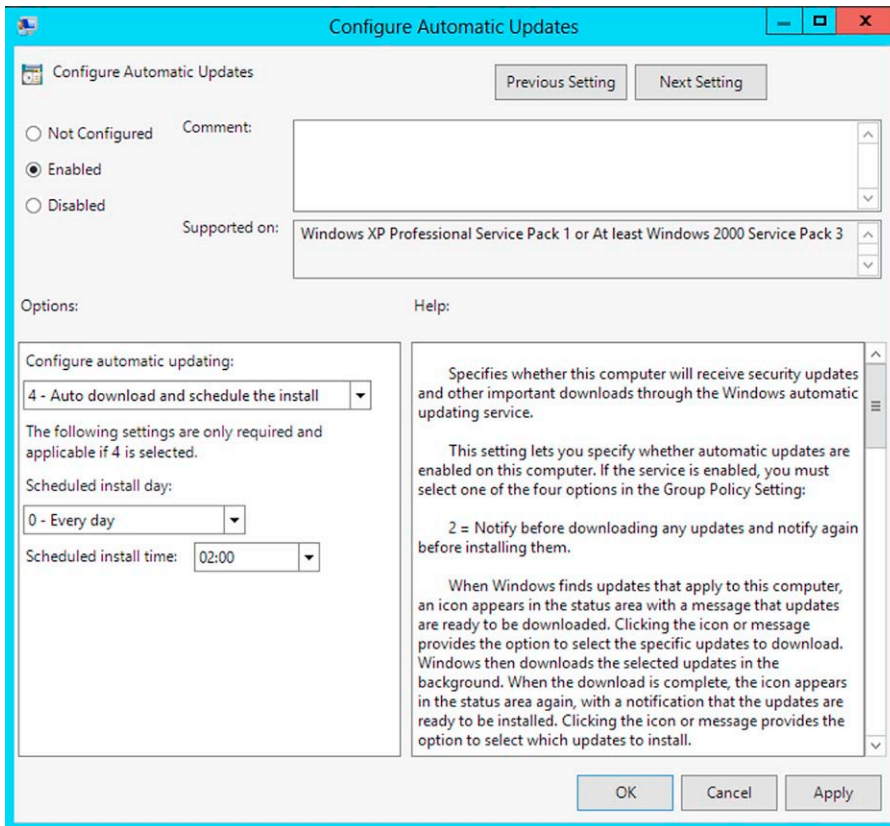 Configure Automatic Updates
Configure Automatic Updates
Previous Setting
Next Setting
Not Configured
Comment:
Enabled
Disabled
Supported on:
Windows XP Professional Service Pack 1 or At least Windows 2000 Service Pack 3
Options:
Help:
Configure automatic updating:
4 - Auto download and schedule the install
The following settings are only required and
applicable if 4 is selected.
Scheduled install day:
0 - Every day
Scheduled install time:
02:00
Specifies whether this computer will receive security updates
and other important downloads through the Windows automatic
updating service.
This setting lets you specify whether automatic updates are
enabled on this computer. If the service is enabled, you must
select one of the four options in the Group Policy Setting:
2 = Notify before downloading any updates and notify again
before installing them.
When Windows finds updates that apply to this computer,
an icon appears in the status area with a message that updates
are ready to be downloaded. Clicking the icon or message
provides the option to select the specific updates to download.
Windows then downloads the selected updates in the
background. When the download is complete, the icon appears
in the status area again, with a notification that the updates are
ready to be installed. Clicking the icon or message provides the
option to select which updates to install.
OK
Cancel
Apply